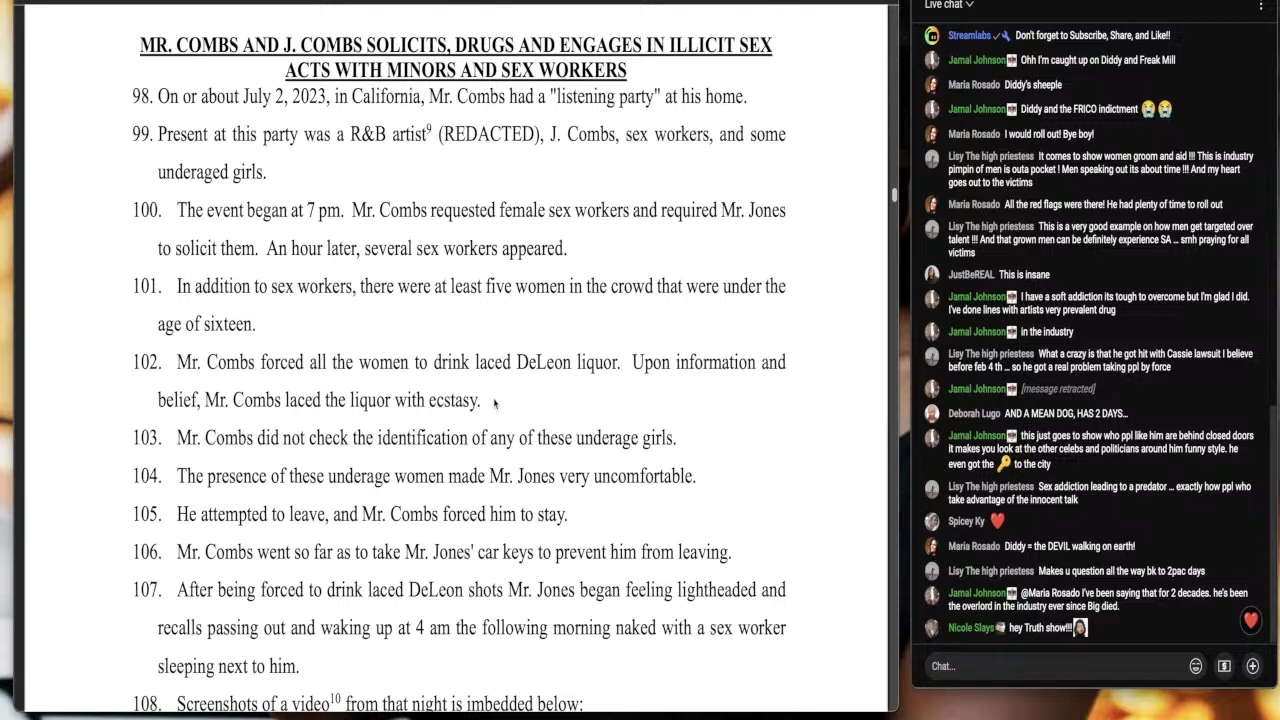 MR. COMBS AND J. COMBS SOLICITS, DRUGS AND ENGAGES IN ILLICIT SEX
ACTS WITH MINORS AND SEX WORKERS
98. On or about July 2, 2023, in California, Mr. Combs had a "listening party" at his home.
99. Present at this party was a R&B artist9 (REDACTED), J. Combs, sex workers, and some
underaged girls.
100. The event began at 7 pm. Mr. Combs requested female sex workers and required Mr. Jones
to solicit them. An hour later, several sex workers appeared.
101. In addition to sex workers, there were at least five women in the crowd that were under the
age of sixteen.
102. Mr. Combs forced all the women to drink laced DeLeon liquor. Upon information and
belief, Mr. Combs laced the liquor with ecstasy.
103. Mr. Combs did not check the identification of any of these underage girls.
104. The presence of these underage women made Mr. Jones very uncomfortable.
105. He attempted to leave, and Mr. Combs forced him to stay.
106. Mr. Combs went so far as to take Mr. Jones' car keys to prevent him from leaving.
107. After being forced to drink laced DeLeon shots Mr. Jones began feeling lightheaded and
recalls passing out and waking up at 4 am the following morning naked with a sex worker
sleeping next to him.
108. Screenshots of a video10 from that night is imbedded below:
Live chat
Streamlabs Don't forget to Subscribe, Share, and Like!!
Jamal Johnson Ohh I'm caught up on Diddy and Freak Mill
Maria Rosado Diddy's sheeple
Jamal Johnson Diddy and the FRICO indictment 😭😭
Maria Rosado I would roll out! Bye boy!
Lisy The high priestess It comes to show women groom and aid !!! This is industry
pimpin of men is outa pocket ! Men speaking out its about time !!! And my heart
goes out to the victims
Maria Rosado All the red flags were there! He had plenty of time to roll out
Lisy The high priestess This is a very good example on how men get targeted over
talent !!! And that grown men can be definitely experience SA ... smh praying for all
victims
JustBeREAL This is insane
Jamal Johnson I have a soft addiction its tough to overcome but I'm glad I did.
I've done lines with artists very prevalent drug
Jamal Johnson in the industry
Lisy The high priestess What a crazy is that he got hit with Cassie lawsuit I believe
before feb 4 th ... so he got a real problem taking ppl by force
Jamal Johnson [message retracted]
Deborah Lugo AND A MEAN DOG, HAS 2 DAYS...
Jamal Johnson this just goes to show who ppl like him are behind closed doors
it makes you look at the other celebs and politicians around him funny style. he
even got the 🔑 to the city
Lisy The high priestess Sex addiction leading to a predator ... exactly how ppl who
take advantage of the innocent talk
Spicey Ky ❤️
Maria Rosado Diddy = the DEVIL walking on earth!
Lisy The high priestess Makes u question all the way bk to 2pac days
Jamal Johnson @Maria Rosado I've been saying that for 2 decades. he's been
the overlord in the industry ever since Big died.
Nicole Slays hey Truth show!!!
Chat...